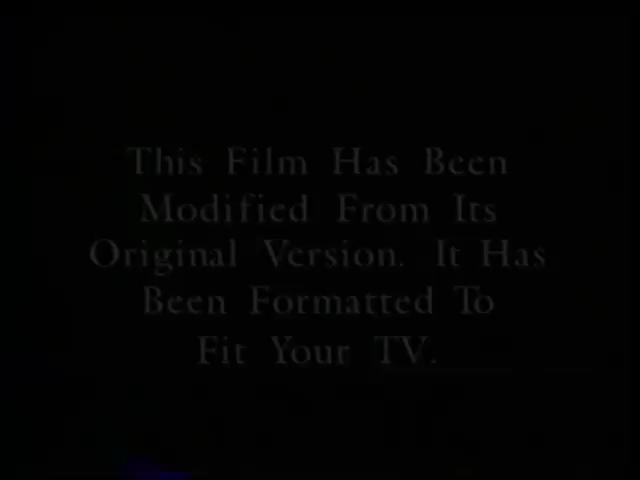 This Film Has Been
Modified From Its
Original Version. It Has
Been Formatted To
Fit Your TV.